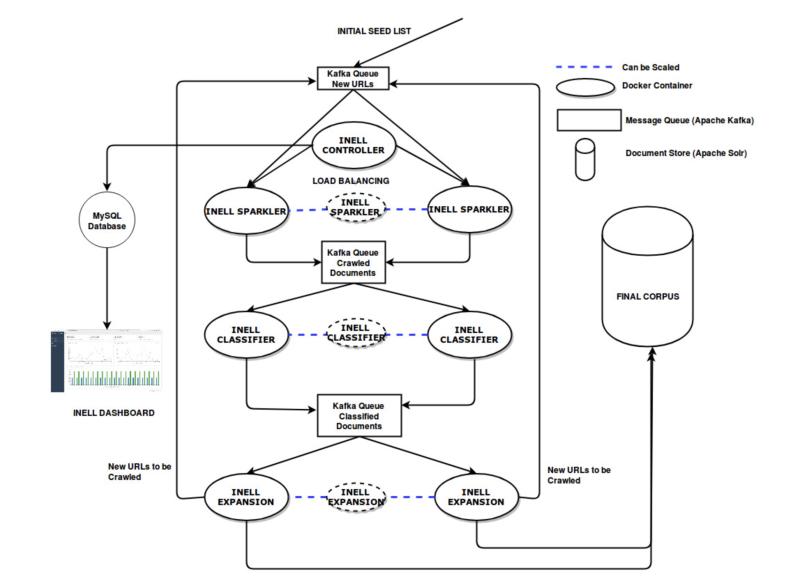 INITIAL SEED LIST
Kafka Queue
New URLs
Can be Scaled
Docker Container
Message Queue (Apache Kafka)
Document Store (Apache Solr)
INELL
CONTROLLER
LOAD BALANCING
MySQL
Database
INELL SPARKLER
INELL
SPARKLER
INELL SPARKLER
Kafka Queue
Crawled
Documents
FINAL CORPUS
INELL
CLASSIFIER
INELL
CLASSIFIER
INELL
CLASSIFIER
INELL DASHBOARD
Kafka Queue
Classified
Documents
New URLs to be
Crawled
New URLs to be
Crawled
INELL
EXPANSION
INELL
EXPANSION
INELL
EXPANSION